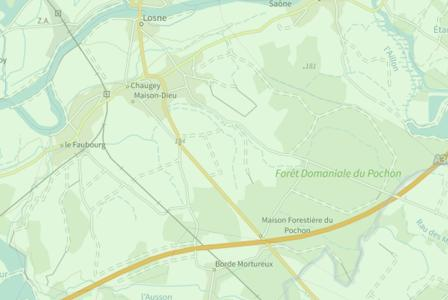 Saône
Losne
Z.A.
l'Aillon
.181
Chaugey
Maison-Dieu
le Faubourg
Forêt Domaniale du Pochon
Maison Forestière du
Pochon
Borde Mortureux
l'Ausson